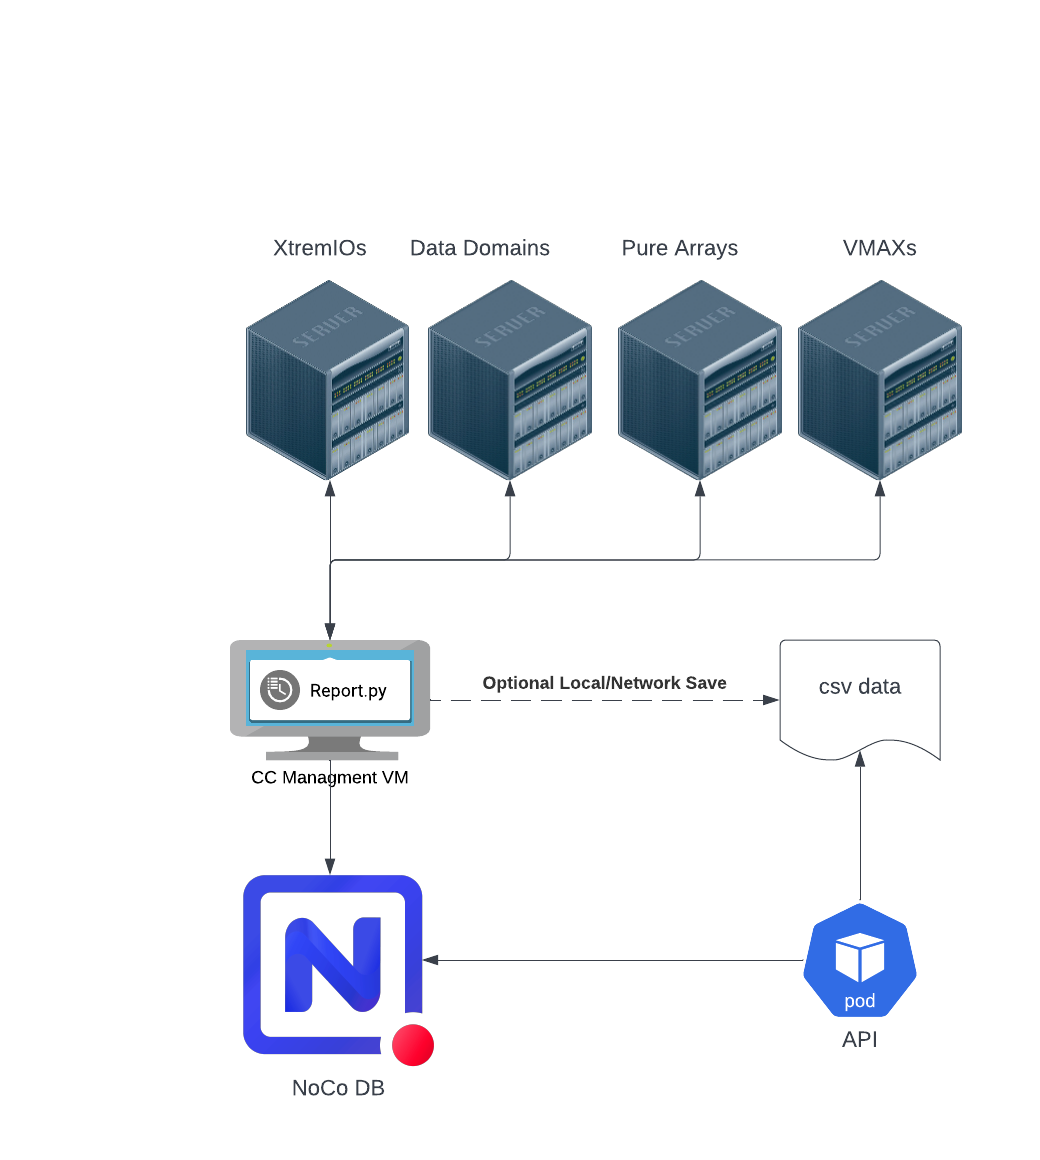 XtremIOs
Data Domains
Pure Arrays
VMAXs
SERVER
SERVER
SERVER
SERVER
Report.py
Optional Local/Network Save
csv data
CC Managment VM
N
pod
API
NoCo DB